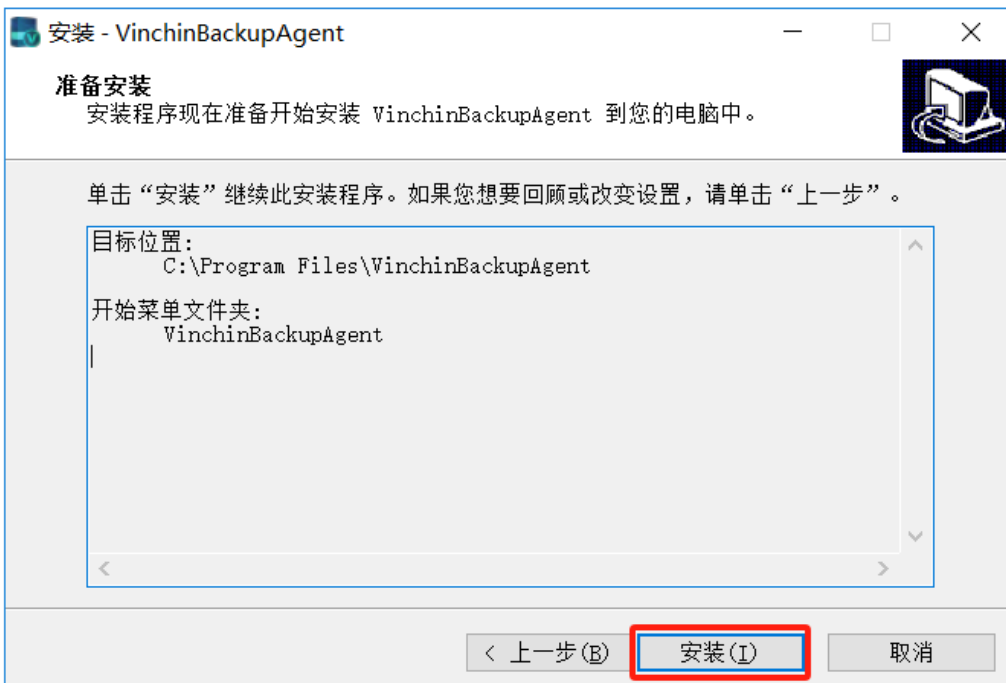 安装 - VinchinBackupAgent
准备安装
安装程序现在准备开始安装 VinchinBackupAgent 到您的电脑中。
单击“安装”继续此安装程序。如果您想要回顾或改变设置，请单击“上一步”。
目标位置:
C:\Program Files\VinchinBackupAgent
开始菜单文件夹:
VinchinBackupAgent
< 上一步(B) 安装(I) 取消